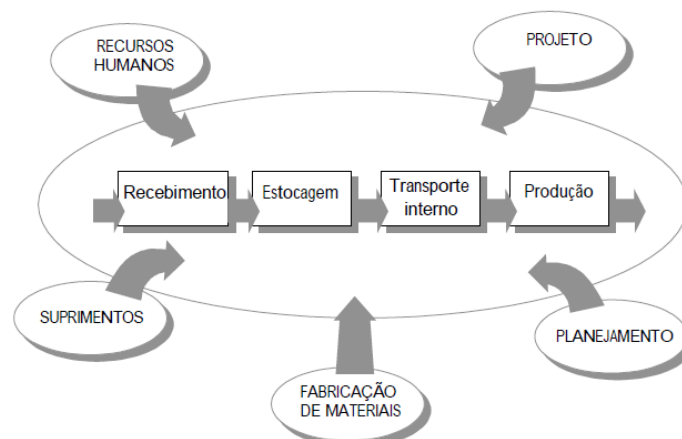 RECURSOS
HUMANOS
PROJETO
Recebimento
Estocagem
Transporte
interno
Produção
SUPRIMENTOS
PLANEJAMENTO
FABRICAÇÃO
DE MATERIAIS